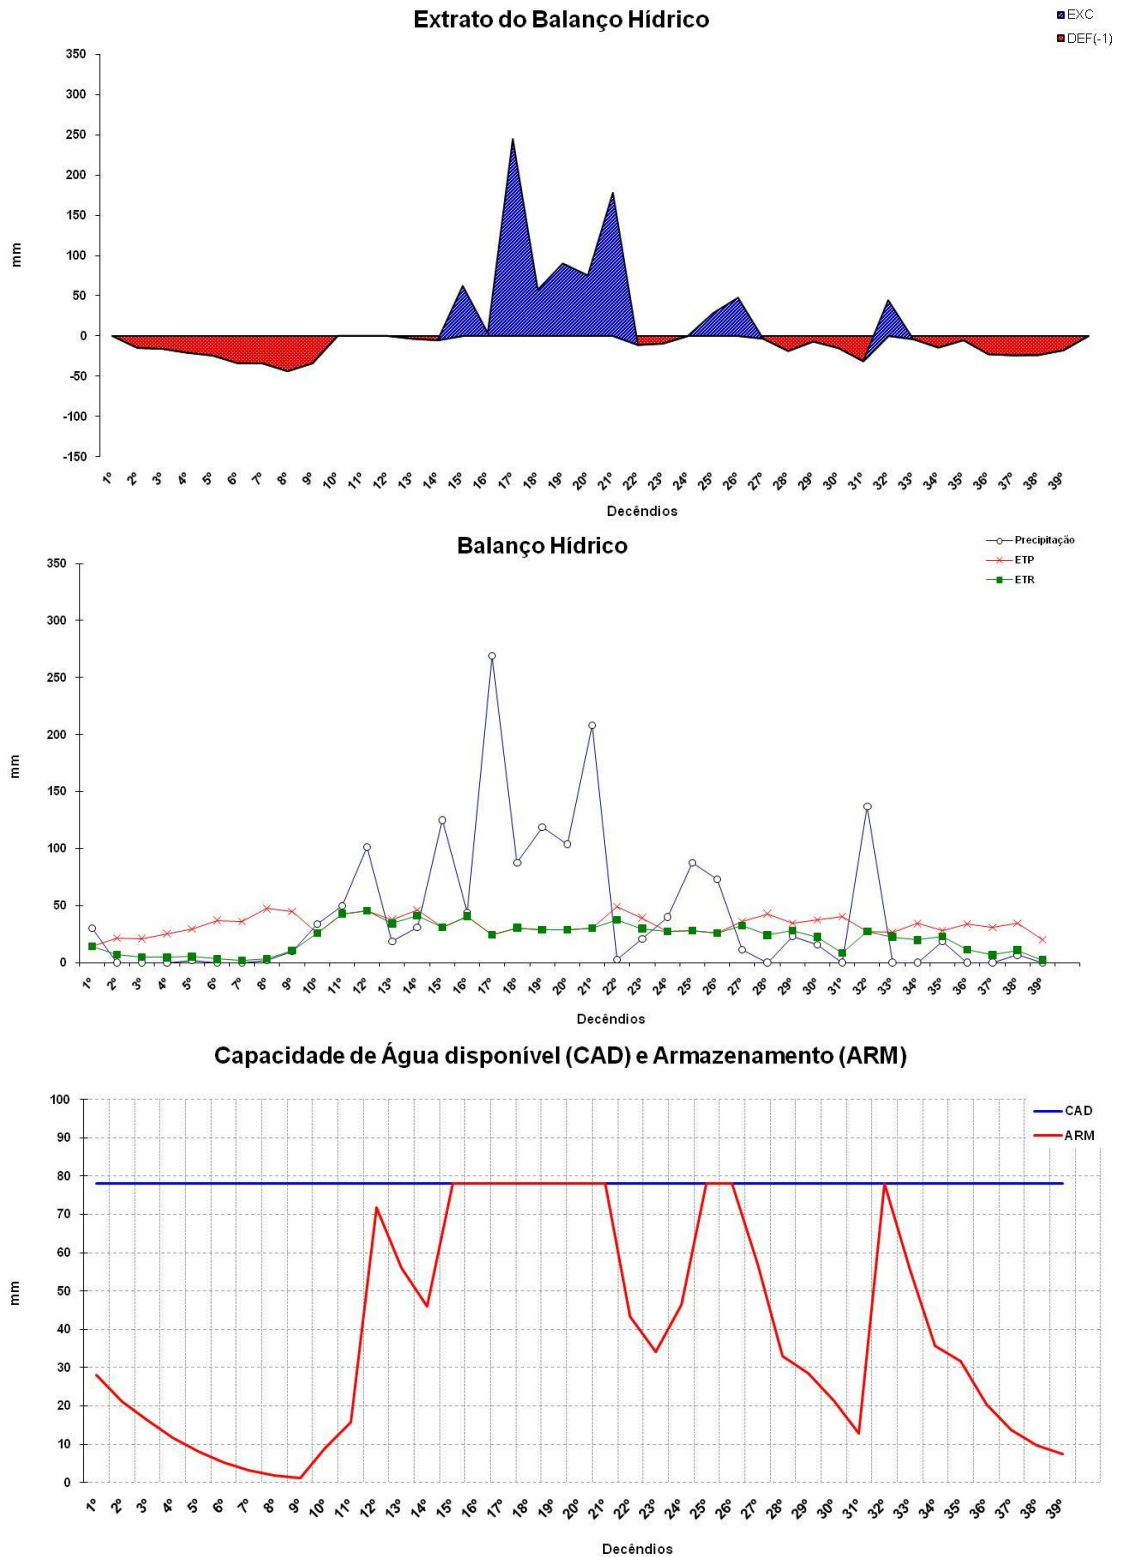 Extrato do Balanço Hídrico
EXC
DEF(-1)
350
300
250
200
150
100
50
0
-50
-100
-150
mm
1º 2º 3º 4º 5º 6º 7º 8º 9º 10º 11º 12º 13º 14º 15º 16º 17º 18º 19º 20º 21º 22º 23º 24º 25º 26º 27º 28º 29º 30º 31º 32º 33º 34º 35º 36º 37º 38º 39º
Decêndios
Balanço Hídrico
Precipitação
ETP
ETR
350
300
250
200
150
100
50
0
mm
1º 2º 3º 4º 5º 6º 7º 8º 9º 10º 11º 12º 13º 14º 15º 16º 17º 18º 19º 20º 21º 22º 23º 24º 25º 26º 27º 28º 29º 30º 31º 32º 33º 34º 35º 36º 37º 38º 39º
Decêndios
Capacidade de Água disponível (CAD) e Armazenamento (ARM)
CAD
ARM
100
90
80
70
60
50
40
30
20
10
0
mm
1º 2º 3º 4º 5º 6º 7º 8º 9º 10º 11º 12º 13º 14º 15º 16º 17º 18º 19º 20º 21º 22º 23º 24º 25º 26º 27º 28º 29º 30º 31º 32º 33º 34º 35º 36º 37º 38º 39º
Decêndios